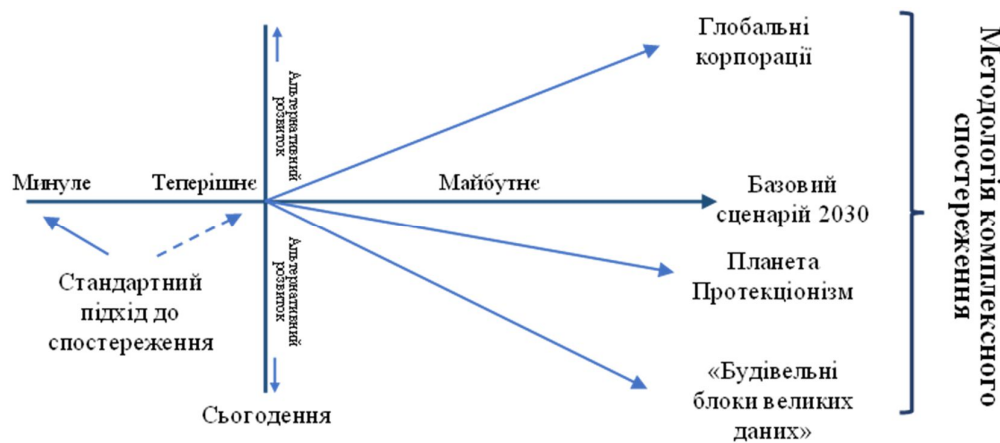 Глобальні
корпорації
Альтернативний
розвиток
Минуле
Теперішнє
Майбутнє
Базовий
сценарій 2030
Стандартний
підхід до
спостереження
Альтернативний
розвиток
Планета
Протекціонізм
Сьогодення
«Будівельні
блоки великих
даних»
Методологія комплексного
спостереження